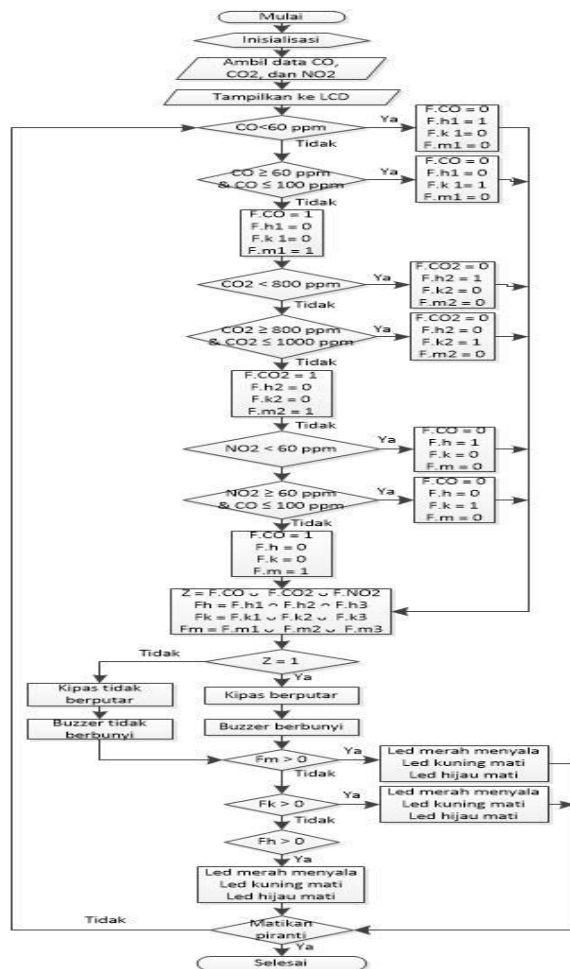 Mulai
Inisialisasi
Ambil data CO,
CO2, dan NO2
Tampilkan ke LCD
CO<60 ppm
Ya
F.CO = 0
F.h1 = 1
F.k 1= 0
F.m1 = 0
Tidak
CO ≥ 60 ppm
& CO ≤ 100 ppm
Ya
F.CO = 0
F.h1 = 0
F.k 1= 1
F.m1 = 0
Tidak
F.CO = 1
F.h1 = 0
F.k 1= 0
F.m1 = 1
CO2 < 800 ppm
Ya
F.CO2 = 0
F.h2 = 1
F.k2 = 0
F.m2 = 0
Tidak
CO2 ≥ 800 ppm
& CO2 ≤ 1000 ppm
Ya
F.CO2 = 0
F.h2 = 0
F.k2 = 1
F.m2 = 0
Tidak
F.CO2 = 1
F.h2 = 0
F.k2 = 0
F.m2 = 1
Tidak
NO2 < 60 ppm
Ya
F.CO = 0
F.h = 1
F.k = 0
F.m = 0
NO2 ≥ 60 ppm
& CO ≤ 100 ppm
Ya
F.CO = 0
F.h = 0
F.k = 1
F.m = 0
Tidak
F.CO = 1
F.h = 0
F.k = 0
F.m = 1
Z = F.CO ∪ F.CO2 ∪ F.NO2
Fh = F.h1 ∩ F.h2 ∩ F.h3
Fk = F.k1 ∪ F.k2 ∪ F.k3
Fm = F.m1 ∪ F.m2 ∪ F.m3
Tidak
Z = 1
Ya
Kipas tidak
berputar
Kipas berputar
Buzzer tidak
berbunyi
Buzzer berbunyi
Fm > 0
Ya
Led merah menyala
Led kuning mati
Led hijau mati
Tidak
Fk > 0
Ya
Led merah menyala
Led kuning mati
Led hijau mati
Tidak
Fh > 0
Ya
Led merah menyala
Led kuning mati
Led hijau mati
Tidak
Matikan
piranti
Ya
Selesai